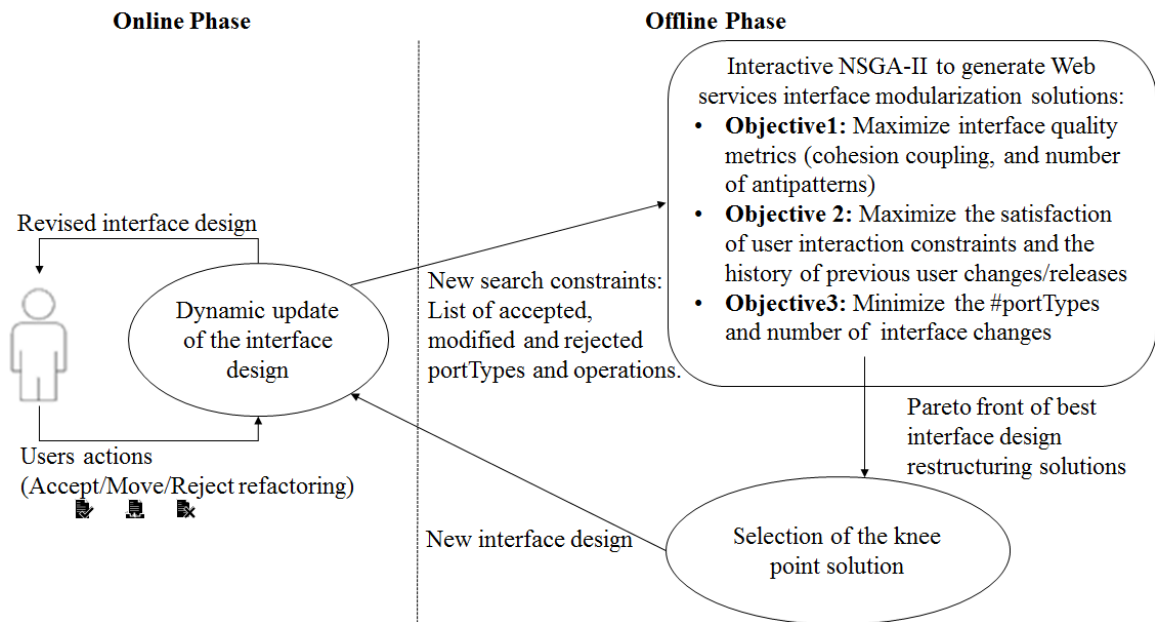 Online Phase
Offline Phase
Interactive NSGA-II to generate Web
services interface modularization solutions:
• Objective1: Maximize interface quality
metrics (cohesion coupling, and number
of antipatterns)
• Objective 2: Maximize the satisfaction
of user interaction constraints and the
history of previous user changes/releases
• Objective3: Minimize the #portTypes
and number of interface changes
Revised interface design
Dynamic update
of the interface
design
New search constraints:
List of accepted,
modified and rejected
portTypes and operations.
Users actions
(Accept/Move/Reject refactoring)
Pareto front of best
interface design
restructuring solutions
New interface design
Selection of the knee
point solution